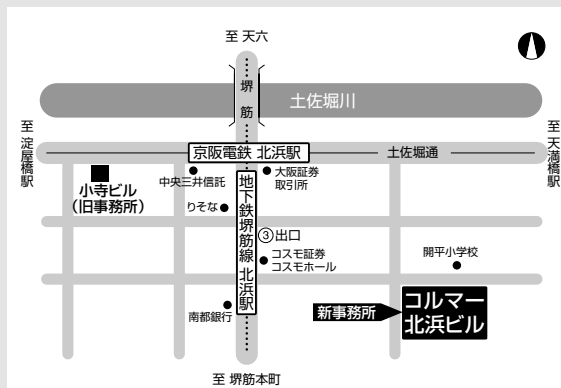 至 天六
堺筋
土佐堀川
至 淀屋橋駅
至 天満橋駅
京阪電鉄 北浜駅
土佐堀通
小寺ビル
（旧事務所）
中央三井信託
大阪証券
取引所
りそな
地下鉄堺筋線 北浜駅
③出口
コスモ証券
コスモホール
開平小学校
南都銀行
新事務所
コルマー
北浜ビル
至 堺筋本町